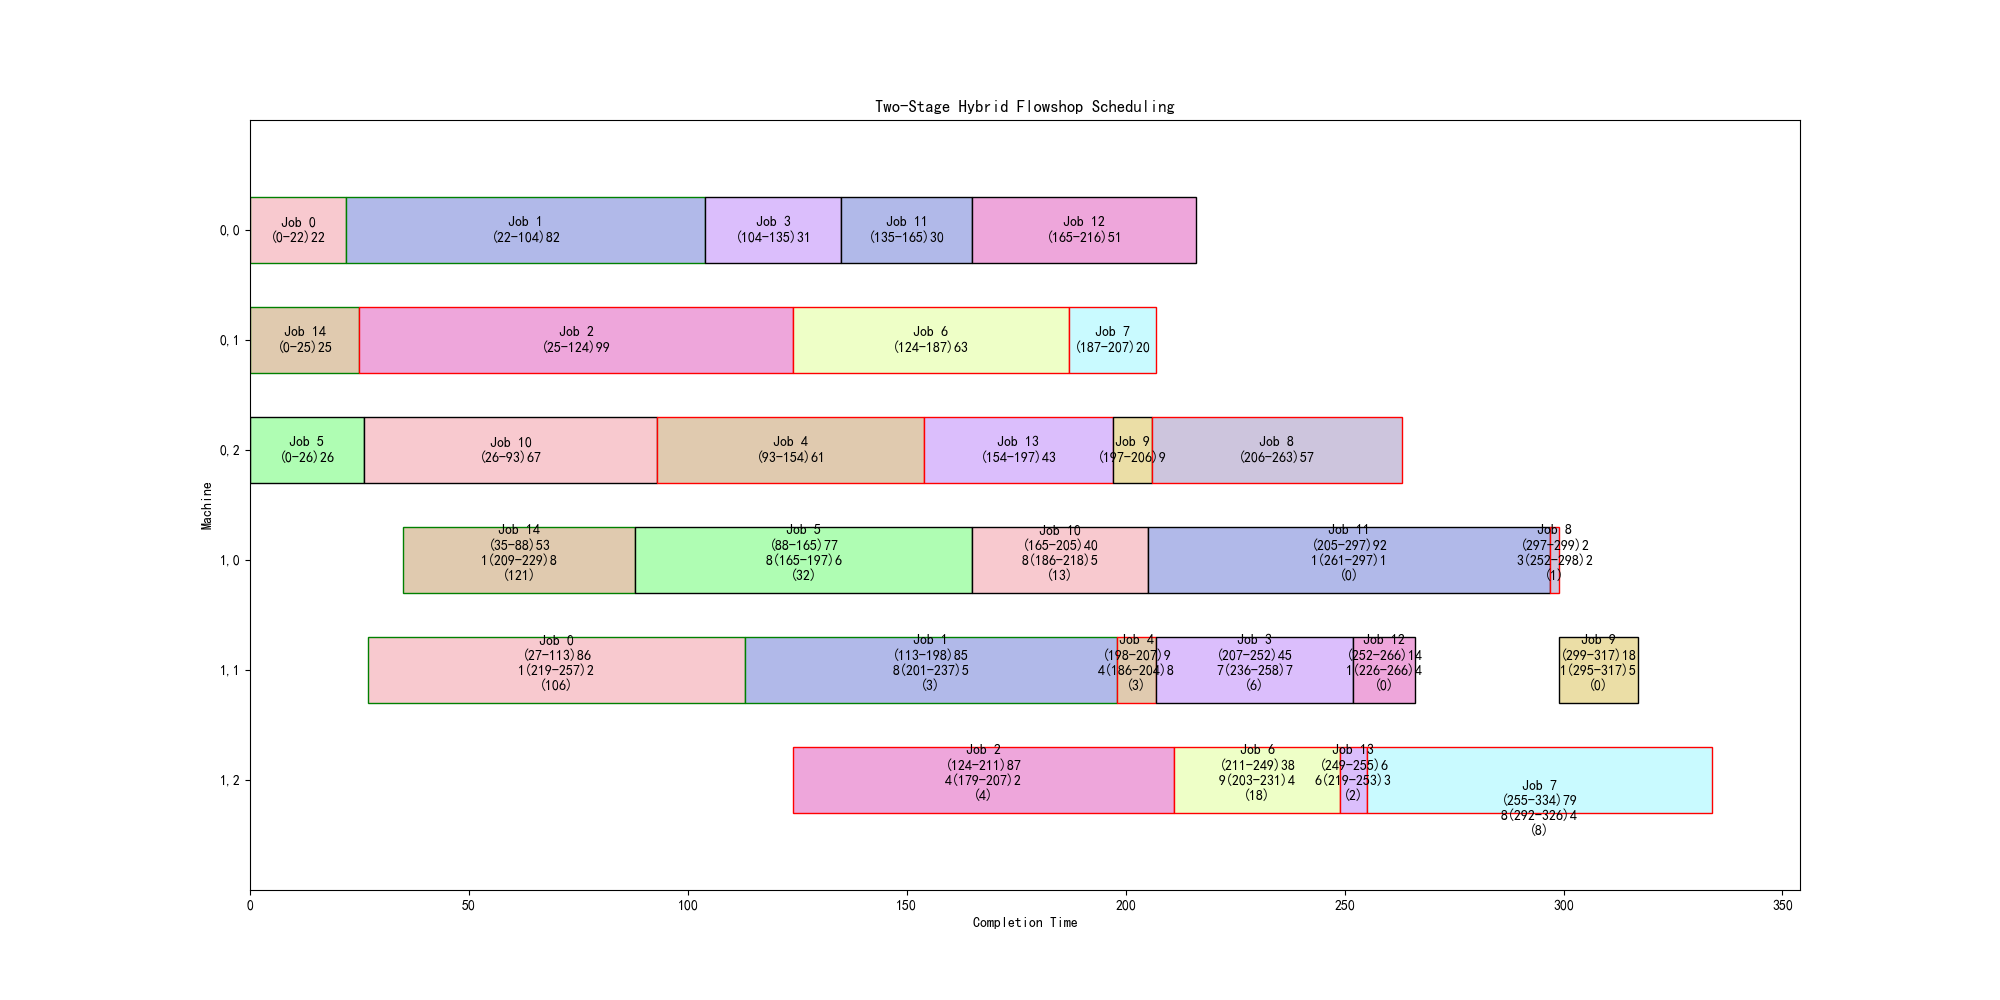 Two-Stage Hybrid Flowshop Scheduling
Machine
0,0
Job 0
(0-22)22
Job 1
(22-104)82
Job 3
(104-135)31
Job 11
(135-165)30
Job 12
(165-216)51
0,1
Job 14
(0-25)25
Job 2
(25-124)99
Job 6
(124-187)63
Job 7
(187-207)20
0,2
Job 5
(0-26)26
Job 10
(26-93)67
Job 4
(93-154)61
Job 13
(154-197)43
Job 9
(197-206)9
Job 8
(206-263)57
1,0
Job 14
(35-88)53
1(209-229)8
(121)
Job 5
(88-165)77
8(165-197)6
(32)
Job 10
(165-205)40
8(186-218)5
(13)
Job 11
(205-297)92
1(261-297)1
(0)
Job 8
(297-299)2
3(252-298)2
(1)
1,1
Job 0
(27-113)86
1(219-257)2
(106)
Job 1
(113-198)85
8(201-237)5
(3)
Job 4
(198-207)9
4(186-204)8
(3)
Job 3
(207-252)45
7(236-258)7
(6)
Job 12
(252-266)14
1(226-266)4
(0)
Job 9
(299-317)18
1(295-317)5
(0)
1,2
Job 2
(124-211)87
4(179-207)2
(4)
Job 6
(211-249)38
9(203-231)4
(18)
Job 13
(249-255)6
6(219-253)3
(2)
Job 7
(255-334)79
8(292-326)4
(8)
0
50
100
150
200
250
300
350
Completion Time